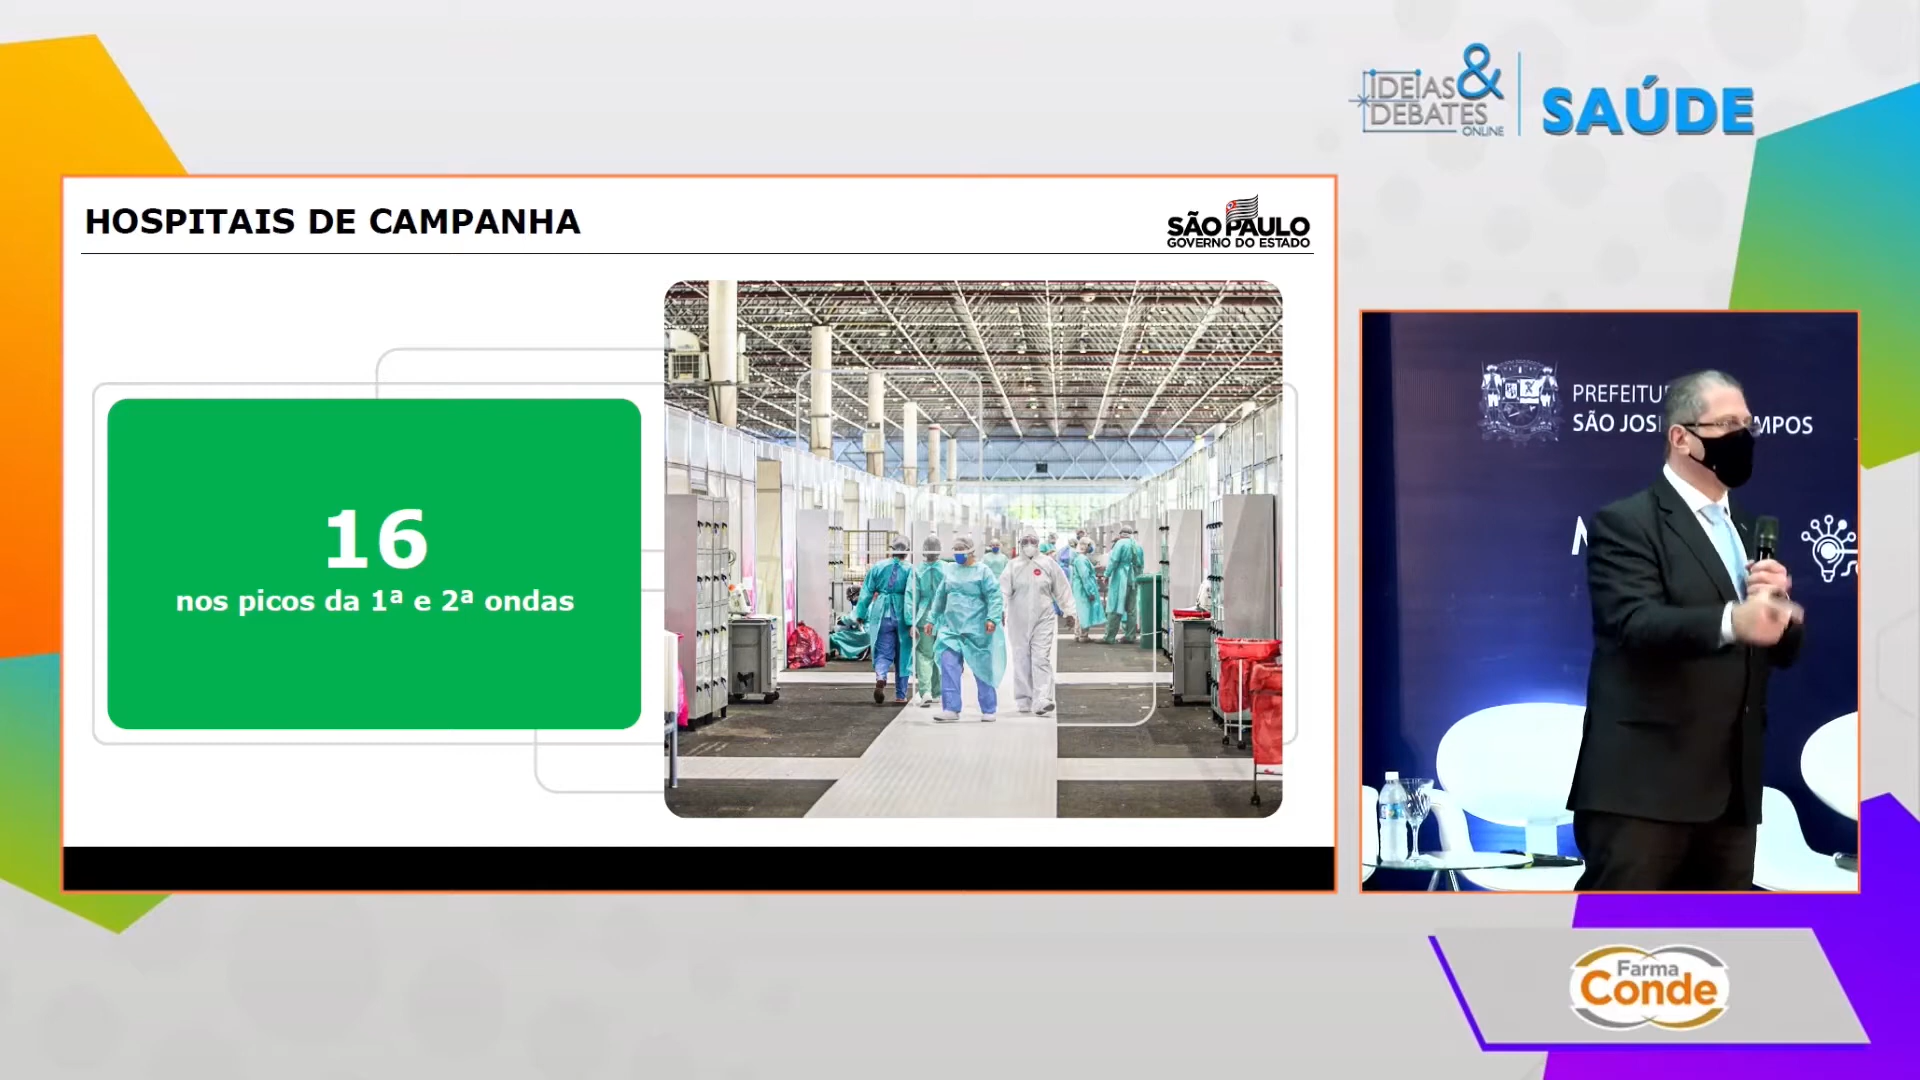 IDEIAS &
DEBATES
ONLINE
SAÚDE
HOSPITAIS DE CAMPANHA
SÃO PAULO
GOVERNO DO ESTADO
16
nos picos da 1ª e 2ª ondas
SÃO
Farma
Conde